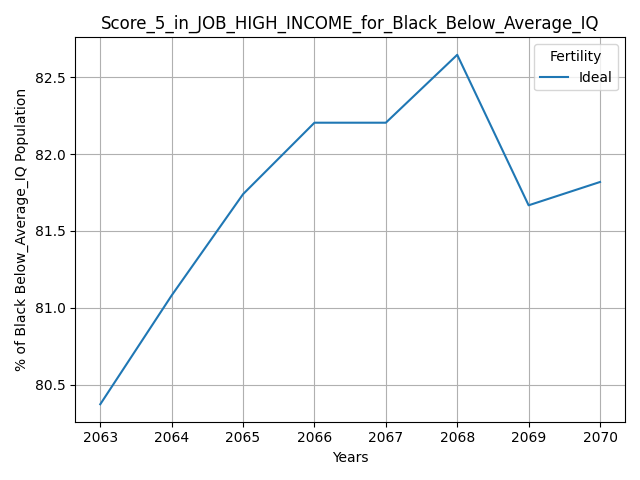 Score_5_in_JOB_HIGH_INCOME_for_Black_Below_Average_IQ
Fertility
Ideal
% of Black Below_Average_IQ Population
82.5
82.0
81.5
81.0
80.5
2063 2064 2065 2066 2067 2068 2069 2070
Years